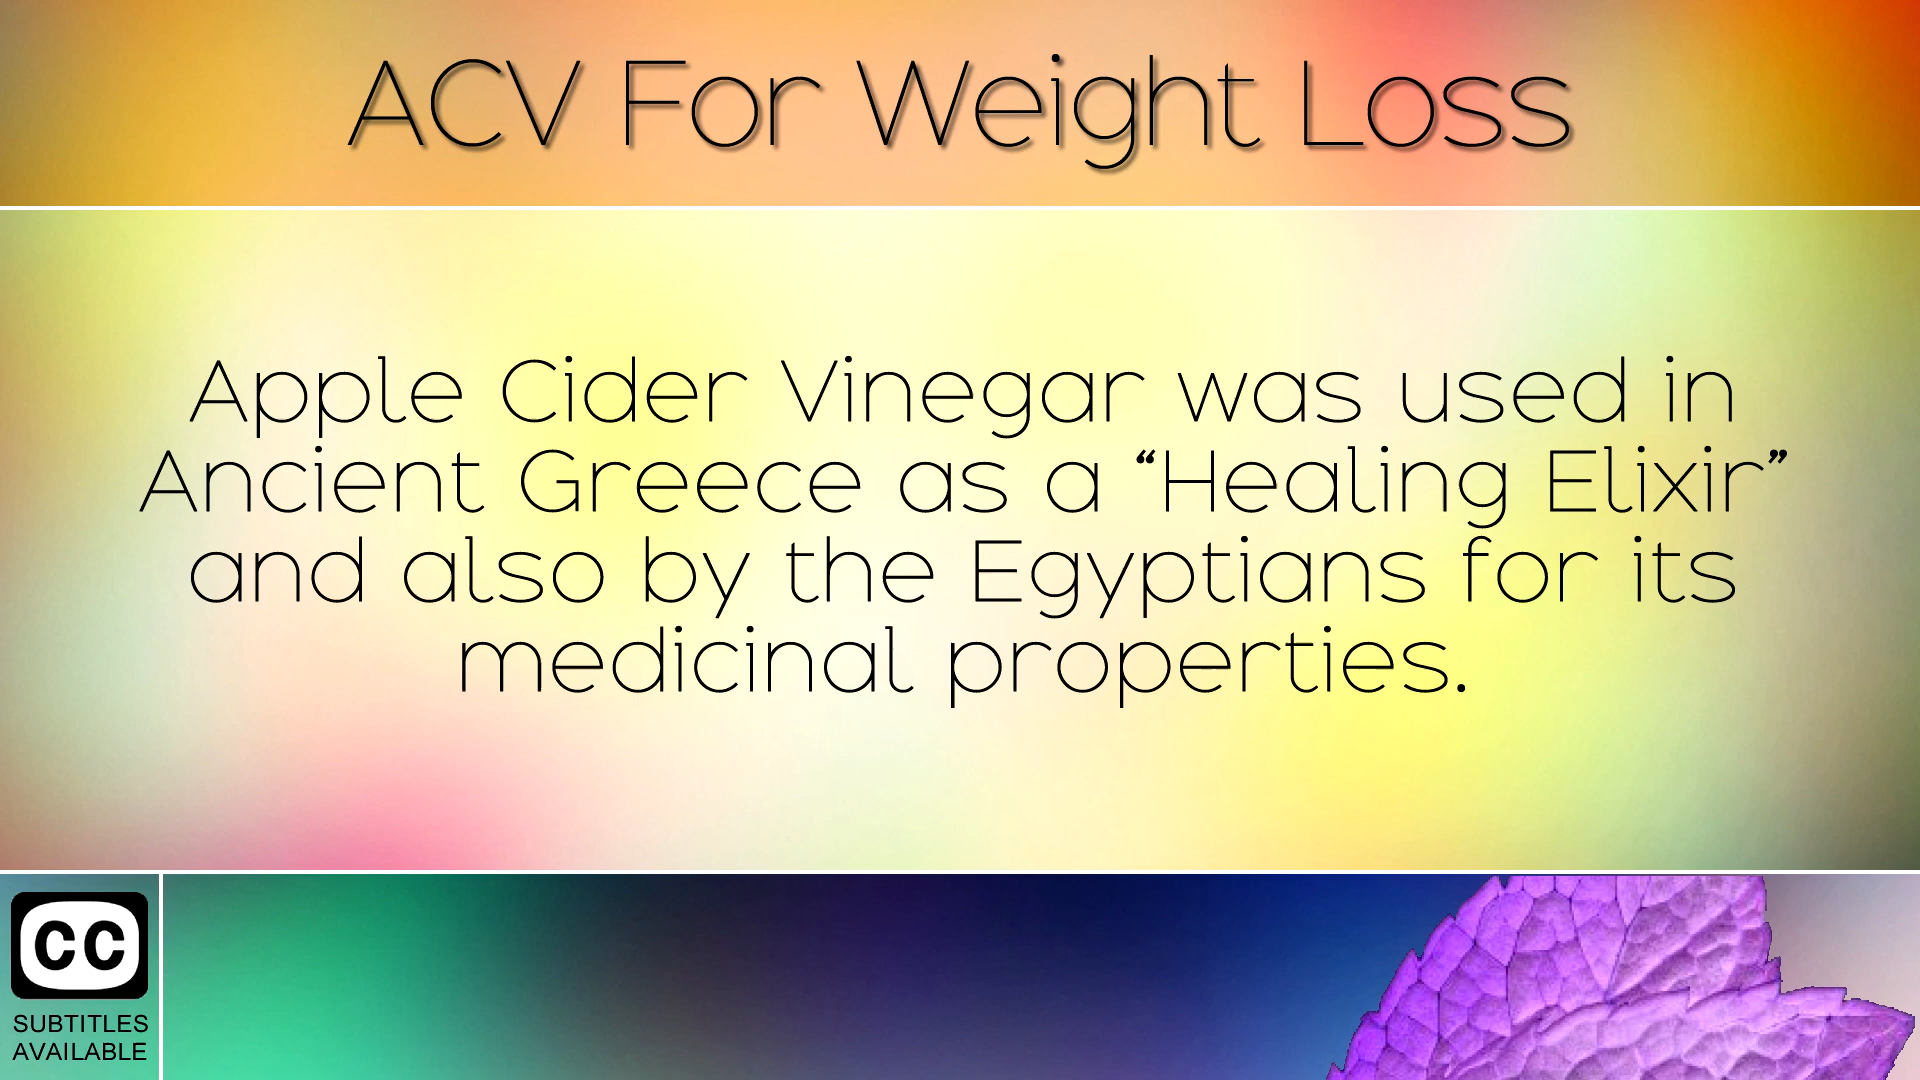 ACV For Weight Loss
Apple Cider Vinegar was used in
Ancient Greece as a “Healing Elixir”
and also by the Egyptians for its
medicinal properties.
CC
SUBTITLES
AVAILABLE